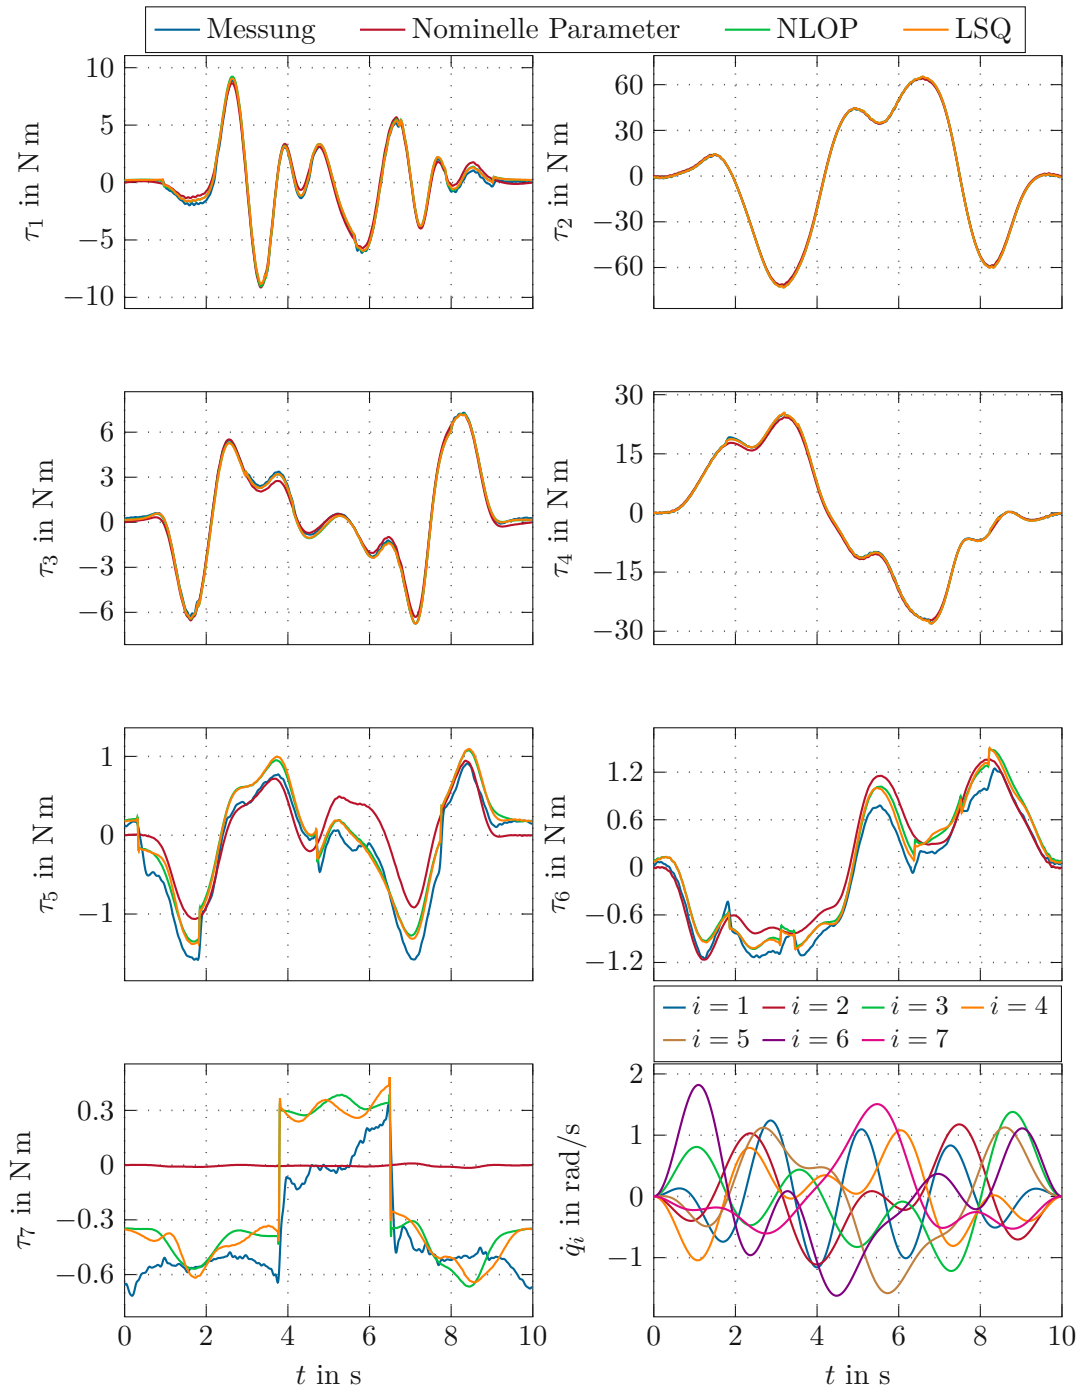 Messung Nominelle Parameter NLOP LSQ
10
5
0
−5
−10
τ1 in N m
60
30
0
−30
−60
τ2 in N m
6
3
0
−3
−6
τ3 in N m
30
15
0
−15
−30
τ4 in N m
1
0
−1
τ5 in N m
1.2
0.6
0
−0.6
−1.2
τ6 in N m
i = 1 i = 2 i = 3 i = 4
i = 5 i = 6 i = 7
0.3
0
−0.3
−0.6
τ7 in N m
0 2 4 6 8 10
t in s
2
1
0
−1
q̇i in rad/s
0 2 4 6 8 10
t in s